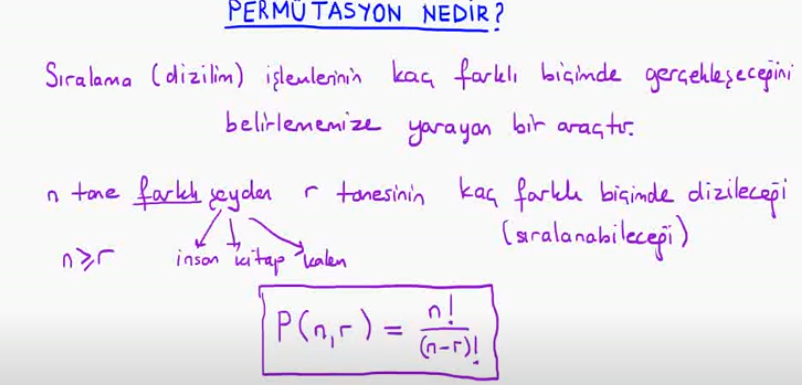 PERMÜTASYON NEDİR?
Sıralama (dizilim) işlemlerinin kaç farklı biçimde gerçekleşeceğini
belirlememize yarayan bir araçtır.
n tane farklı şeyden r tanesinin kaç farklı biçimde dizileceği
(sıralanabileceği)
n≥r insan kitap kalem
P(n,r) = n!/(n-r)!